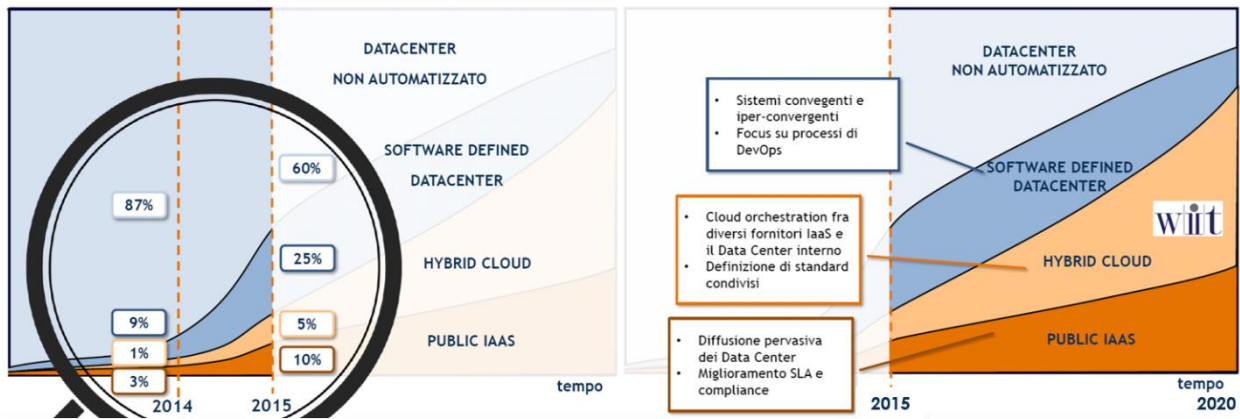 DATACENTER
NON AUTOMATIZZATO
60%
SOFTWARE DEFINED
DATACENTER
87%
25%
HYBRID CLOUD
9%
5%
1%
10%
PUBLIC IAAS
3%
tempo
2014
2015
DATACENTER
NON AUTOMATIZZATO
• Sistemi convegenti e
iper-convergenti
• Focus su processi di
DevOps
SOFTWARE DEFINED
DATACENTER
wiit
• Cloud orchestration fra
diversi fornitori IaaS e
il Data Center interno
• Definizione di standard
condivisi
HYBRID CLOUD
• Diffusione pervasiva
dei Data Center
• Miglioramento SLA e
compliance
PUBLIC IAAS
tempo
2015
2020